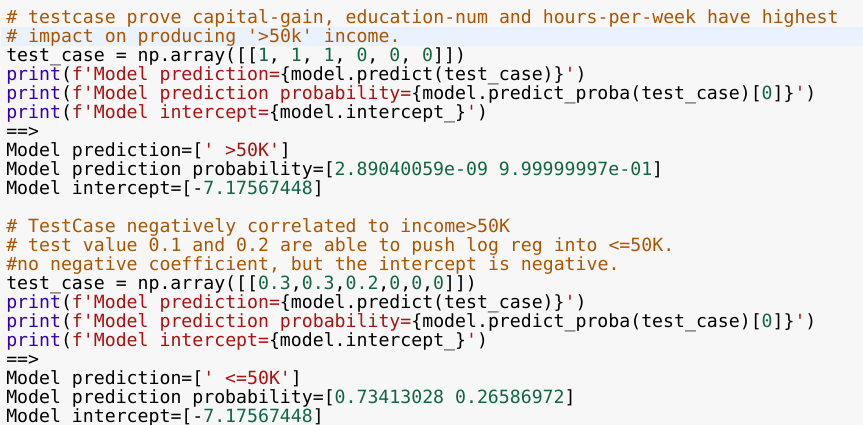 # testcase prove capital-gain, education-num and hours-per-week have highest
# impact on producing '>50k' income.
test_case = np.array([[1, 1, 1, 0, 0, 0]])
print(f'Model prediction={model.predict(test_case)}')
print(f'Model prediction probability={model.predict_proba(test_case)[0]}')
print(f'Model intercept={model.intercept_}')
==>
Model prediction=[' >50K']
Model prediction probability=[2.89040059e-09 9.99999997e-01]
Model intercept=[-7.17567448]

# TestCase negatively correlated to income>50K
# test value 0.1 and 0.2 are able to push log reg into <=50K.
#no negative coefficient, but the intercept is negative.
test_case = np.array([[0.3,0.3,0.2,0,0,0]])
print(f'Model prediction={model.predict(test_case)}')
print(f'Model prediction probability={model.predict_proba(test_case)[0]}')
print(f'Model intercept={model.intercept_}')
==>
Model prediction=[' <=50K']
Model prediction probability=[0.73413028 0.26586972]
Model intercept=[-7.17567448]